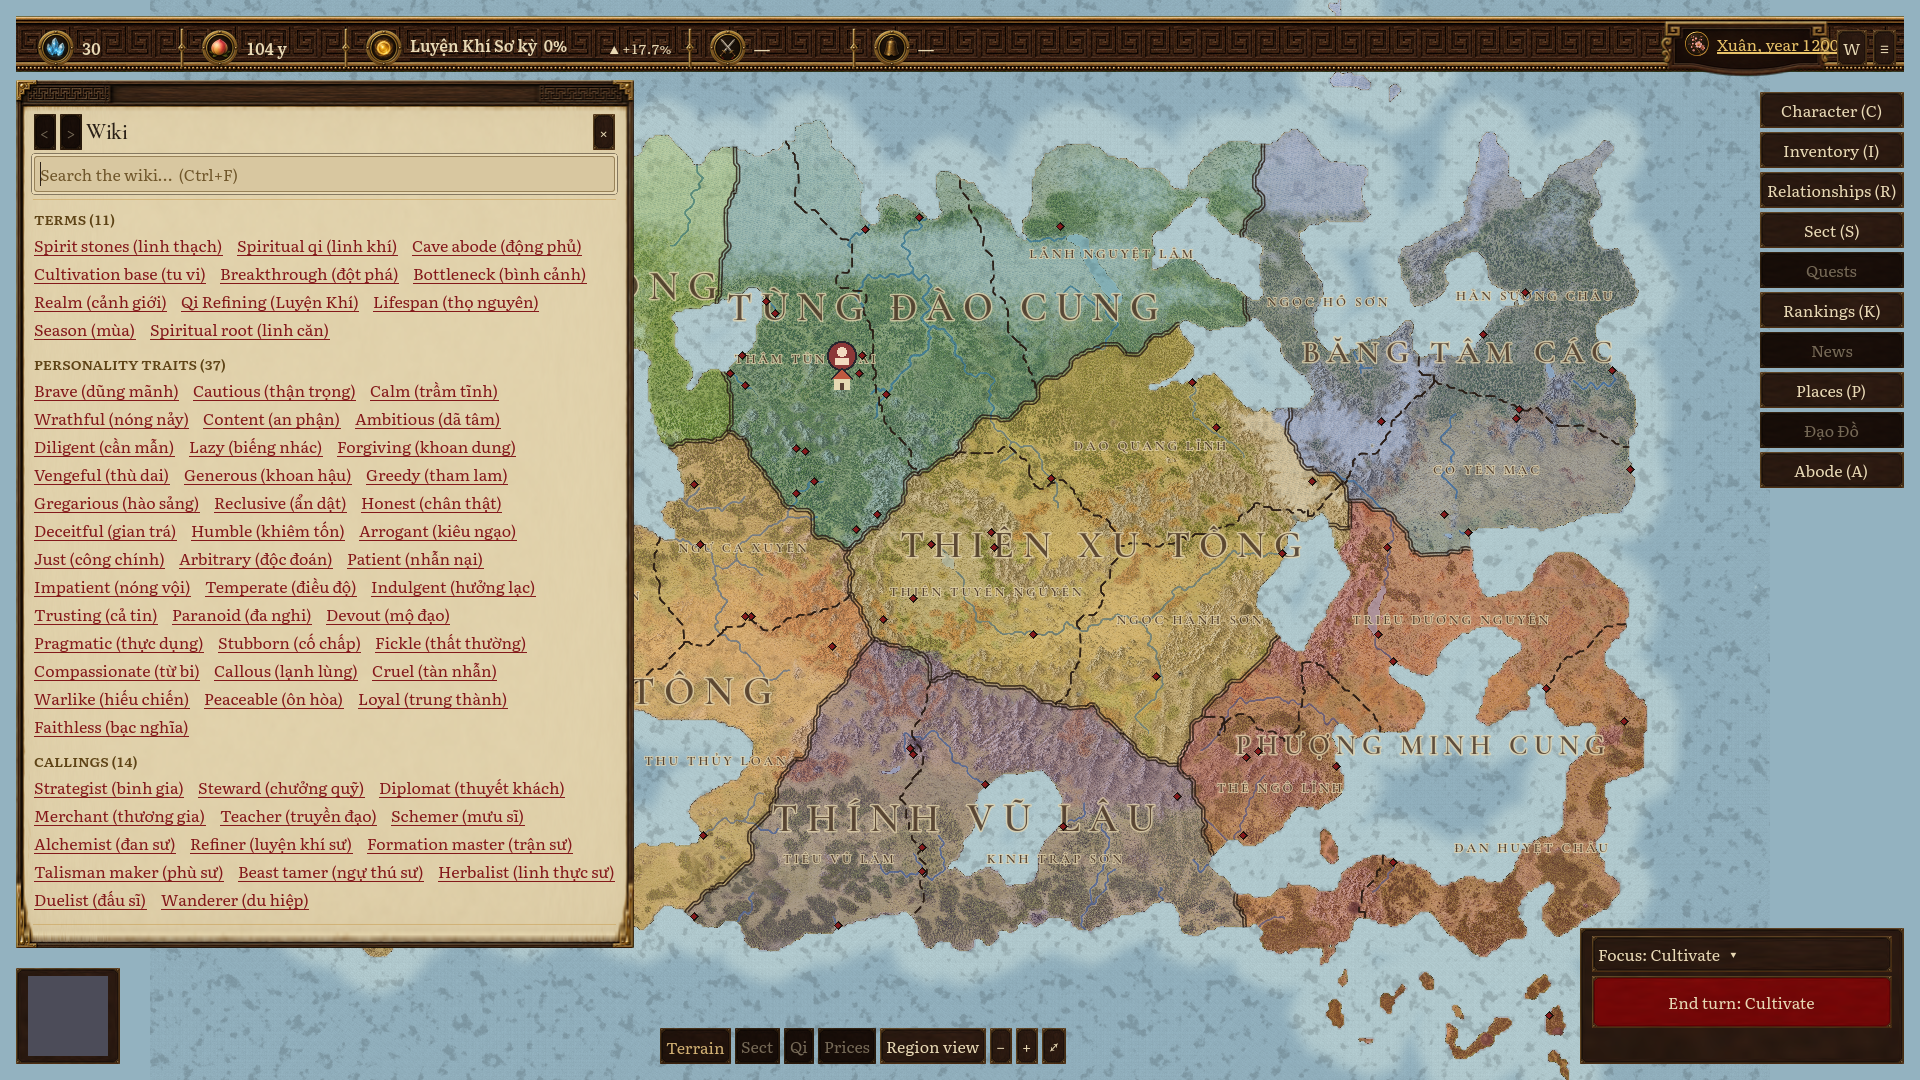 30
104 y
Luyện Khí Sơ kỳ 0%
▲+17.7%
—
—
Xuân, year 1200
W
≡
< > Wiki ×
Search the wiki... (Ctrl+F)
TERMS (11)
Spirit stones (linh thạch) Spiritual qi (linh khí) Cave abode (động phủ)
Cultivation base (tu vi) Breakthrough (đột phá) Bottleneck (bình cảnh)
Realm (cảnh giới) Qi Refining (Luyện Khí) Lifespan (thọ nguyên)
Season (mùa) Spiritual root (linh căn)
PERSONALITY TRAITS (37)
Brave (dũng mãnh) Cautious (thận trọng) Calm (trầm tĩnh)
Wrathful (nóng nảy) Content (an phận) Ambitious (dã tâm)
Diligent (cần mẫn) Lazy (biếng nhác) Forgiving (khoan dung)
Vengeful (thù dai) Generous (khoan hậu) Greedy (tham lam)
Gregarious (hào sảng) Reclusive (ẩn dật) Honest (chân thật)
Deceitful (gian trá) Humble (khiêm tốn) Arrogant (kiêu ngạo)
Just (công chính) Arbitrary (độc đoán) Patient (nhẫn nại)
Impatient (nóng vội) Temperate (điều độ) Indulgent (hưởng lạc)
Trusting (cả tin) Paranoid (đa nghi) Devout (mộ đạo)
Pragmatic (thực dụng) Stubborn (cố chấp) Fickle (thất thường)
Compassionate (từ bi) Callous (lạnh lùng) Cruel (tàn nhẫn)
Warlike (hiếu chiến) Peaceable (ôn hòa) Loyal (trung thành)
Faithless (bạc nghĩa)
CALLINGS (14)
Strategist (binh gia) Steward (chưởng quỹ) Diplomat (thuyết khách)
Merchant (thương gia) Teacher (truyền đạo) Schemer (mưu sĩ)
Alchemist (đan sư) Refiner (luyện khí sư) Formation master (trận sư)
Talisman maker (phù sư) Beast tamer (ngự thú sư) Herbalist (linh thực sư)
Duelist (đấu sĩ) Wanderer (du hiệp)
LÃNH NGUYỆT LÂM
TÙNG ĐÀO CUNG
NGỌC HỒ SƠN
HÀN SƯƠNG CHÂU
BĂNG TÂM CÁC
DAO QUANG LĨNH
CÔ YÊN MẠC
THIÊN XU TÔNG
NGŨ CA XUYÊN
THIÊN TUYỀN NGUYÊN
NGỌC HÀNH SƠN
TRIỀU DƯƠNG NGUYÊN
TÔNG
PHƯỢNG MINH CUNG
THU THỦY LOAN
THÊ NGÔ LĨNH
THÍNH VŨ LÂU
TIÊU VŨ LÂM
KINH TRẬP SƠN
ĐAN HUYỆT CHÂU
Character (C)
Inventory (I)
Relationships (R)
Sect (S)
Quests
Rankings (K)
News
Places (P)
Đạo Đồ
Abode (A)
Focus: Cultivate ▾
End turn: Cultivate
Terrain Sect Qi Prices Region view − + ⤢